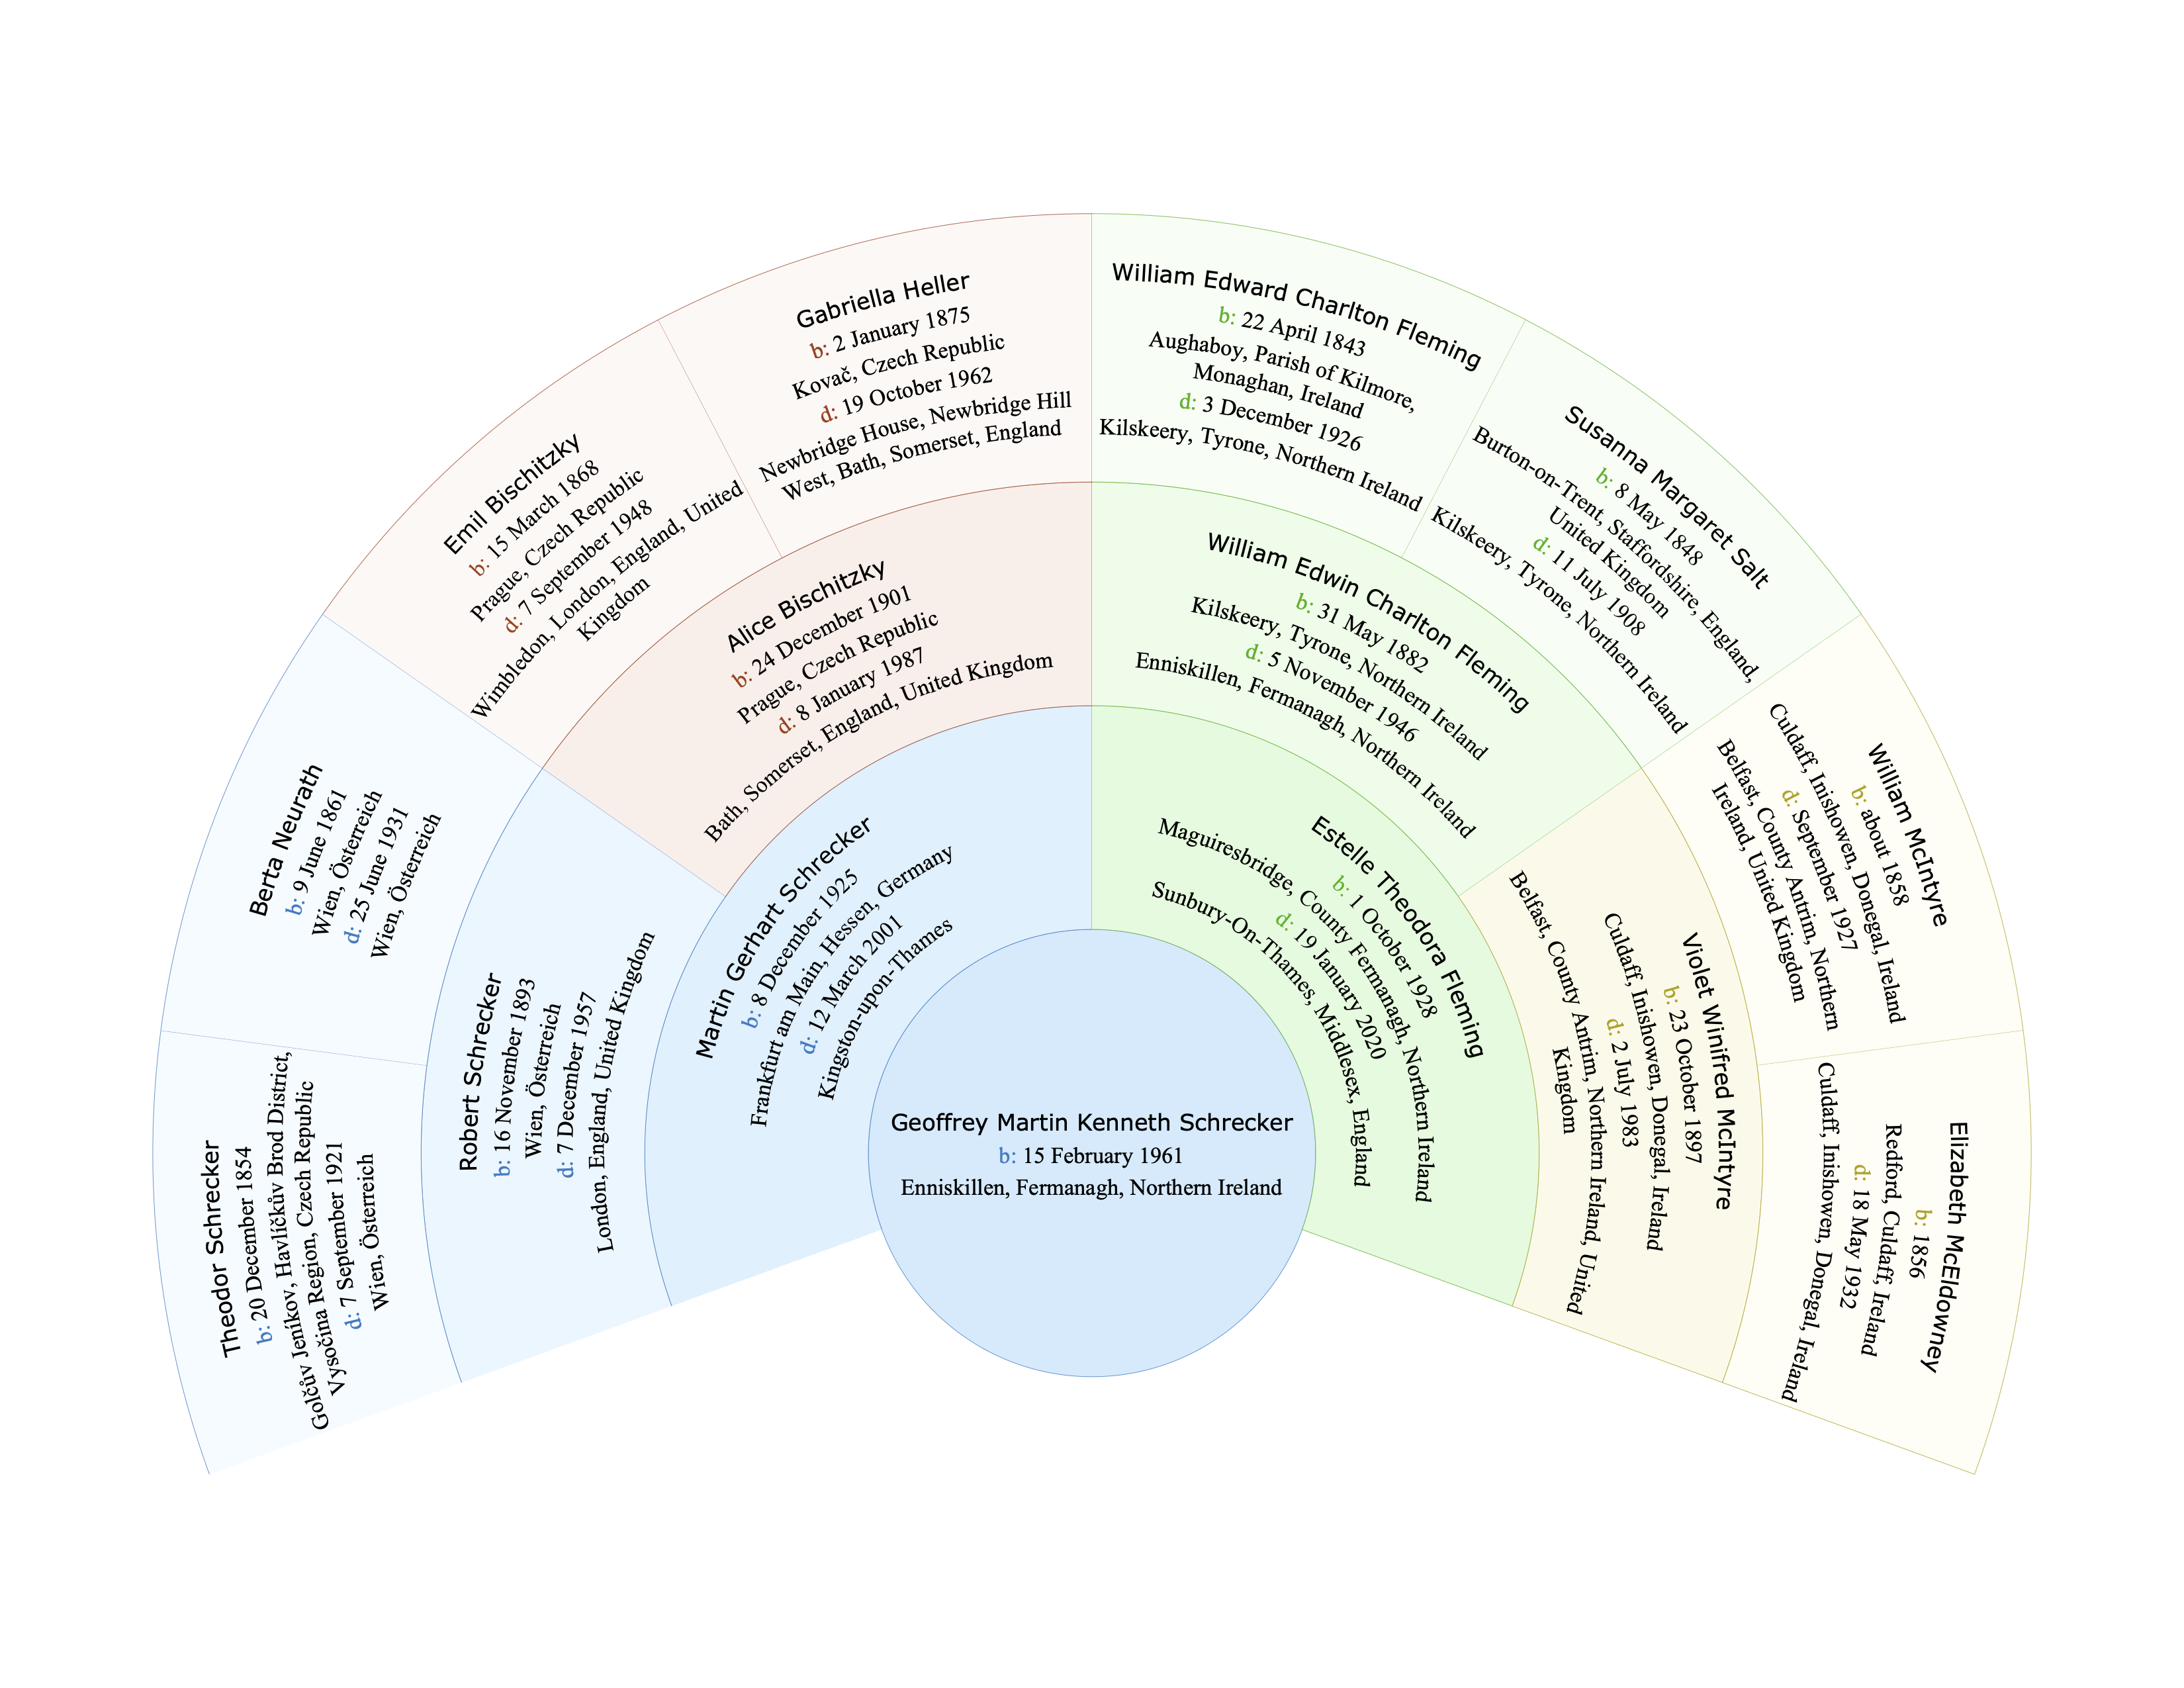 Theodor Schrecker
b: 20 December 1854
Golčův Jeníkov, Havlíčkův Brod District,
Vysočina Region, Czech Republic
d: 7 September 1921
Wien, Österreich
Berta Neurath
b: 9 June 1861
Wien, Österreich
d: 25 June 1931
Wien, Österreich
Emil Bischitzky
b: 15 March 1868
Prague, Czech Republic
d: 7 September 1948
Wimbledon, London, England, United
Kingdom
Gabriella Heller
b: 2 January 1875
Kovač, Czech Republic
d: 19 October 1962
Newbridge House, Newbridge Hill
West, Bath, Somerset, England
William Edward Charlton Fleming
b: 22 April 1843
Aughaboy, Parish of Kilmore,
Monaghan, Ireland
d: 3 December 1926
Kilskeery, Tyrone, Northern Ireland
Susanna Margaret Salt
b: 8 May 1848
Burton-on-Trent, Staffordshire, England,
United Kingdom
d: 11 July 1908
Kilskeery, Tyrone, Northern Ireland
William McIntyre
b: about 1858
Culdaff, Inishowen, Donegal, Ireland
d: September 1927
Belfast, County Antrim, Northern
Ireland, United Kingdom
Elizabeth McEldowney
b: 1856
Redford, Culdaff, Ireland
d: 18 May 1932
Culdaff, Inishowen, Donegal, Ireland
Robert Schrecker
b: 16 November 1893
Wien, Österreich
d: 7 December 1957
London, England, United Kingdom
Alice Bischitzky
b: 24 December 1901
Prague, Czech Republic
d: 8 January 1987
Bath, Somerset, England, United Kingdom
William Edwin Charlton Fleming
b: 31 May 1882
Kilskeery, Tyrone, Northern Ireland
d: 5 November 1946
Enniskillen, Fermanagh, Northern Ireland
Violet Winifred McIntyre
b: 23 October 1897
Culdaff, Inishowen, Donegal, Ireland
d: 2 July 1983
Belfast, County Antrim, Northern Ireland, United
Kingdom
Martin Gerhart Schrecker
b: 8 December 1925
Frankfurt am Main, Hessen, Germany
d: 12 March 2001
Kingston-upon-Thames
Estelle Theodora Fleming
b: 1 October 1928
Maguiresbridge, County Fermanagh, Northern Ireland
d: 19 January 2020
Sunbury-On-Thames, Middlesex, England
Geoffrey Martin Kenneth Schrecker
b: 15 February 1961
Enniskillen, Fermanagh, Northern Ireland